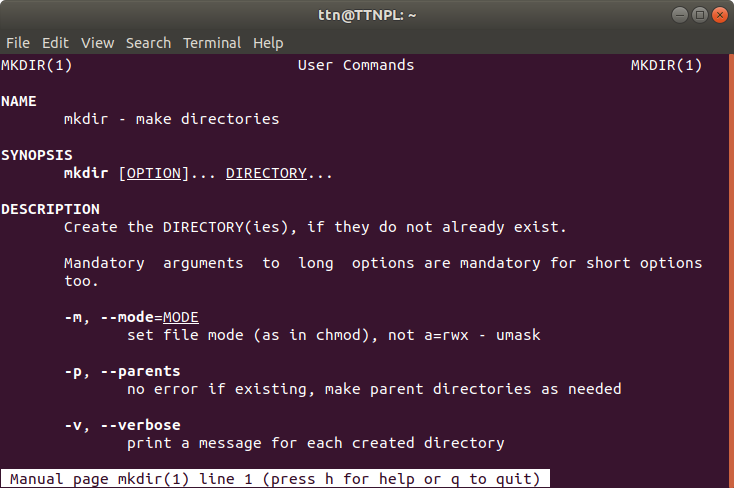 ttn@TTNPL: ~
File Edit View Search Terminal Help
MKDIR(1) User Commands MKDIR(1)
NAME
mkdir - make directories
SYNOPSIS
mkdir [OPTION]... DIRECTORY...
DESCRIPTION
Create the DIRECTORY(ies), if they do not already exist.
Mandatory arguments to long options are mandatory for short options
too.
-m, --mode=MODE
set file mode (as in chmod), not a=rwx - umask
-p, --parents
no error if existing, make parent directories as needed
-v, --verbose
print a message for each created directory
Manual page mkdir(1) line 1 (press h for help or q to quit)